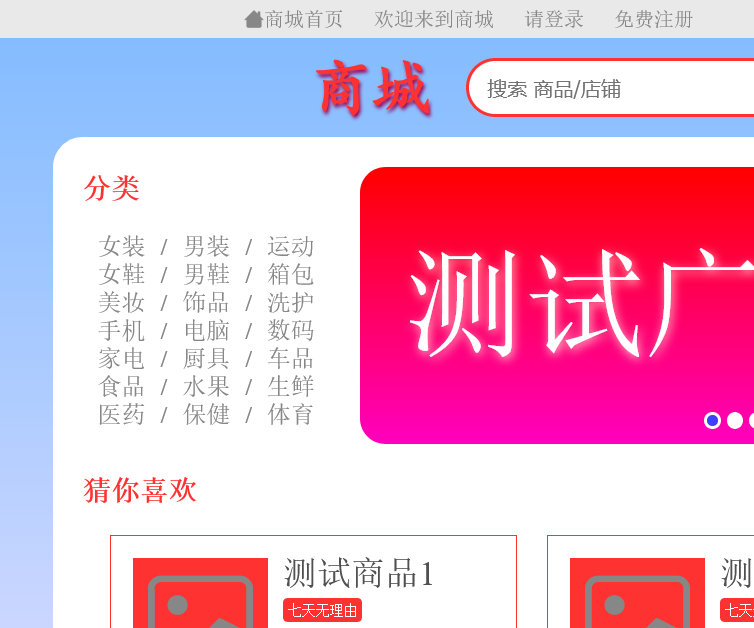 商城首页 欢迎来到商城 请登录 免费注册
商城
搜索 商品/店铺
分类
女装 / 男装 / 运动
女鞋 / 男鞋 / 箱包
美妆 / 饰品 / 洗护
手机 / 电脑 / 数码
家电 / 厨具 / 车品
食品 / 水果 / 生鲜
医药 / 保健 / 体育
测试广
猜你喜欢
测试商品1
七天无理由
测
七天